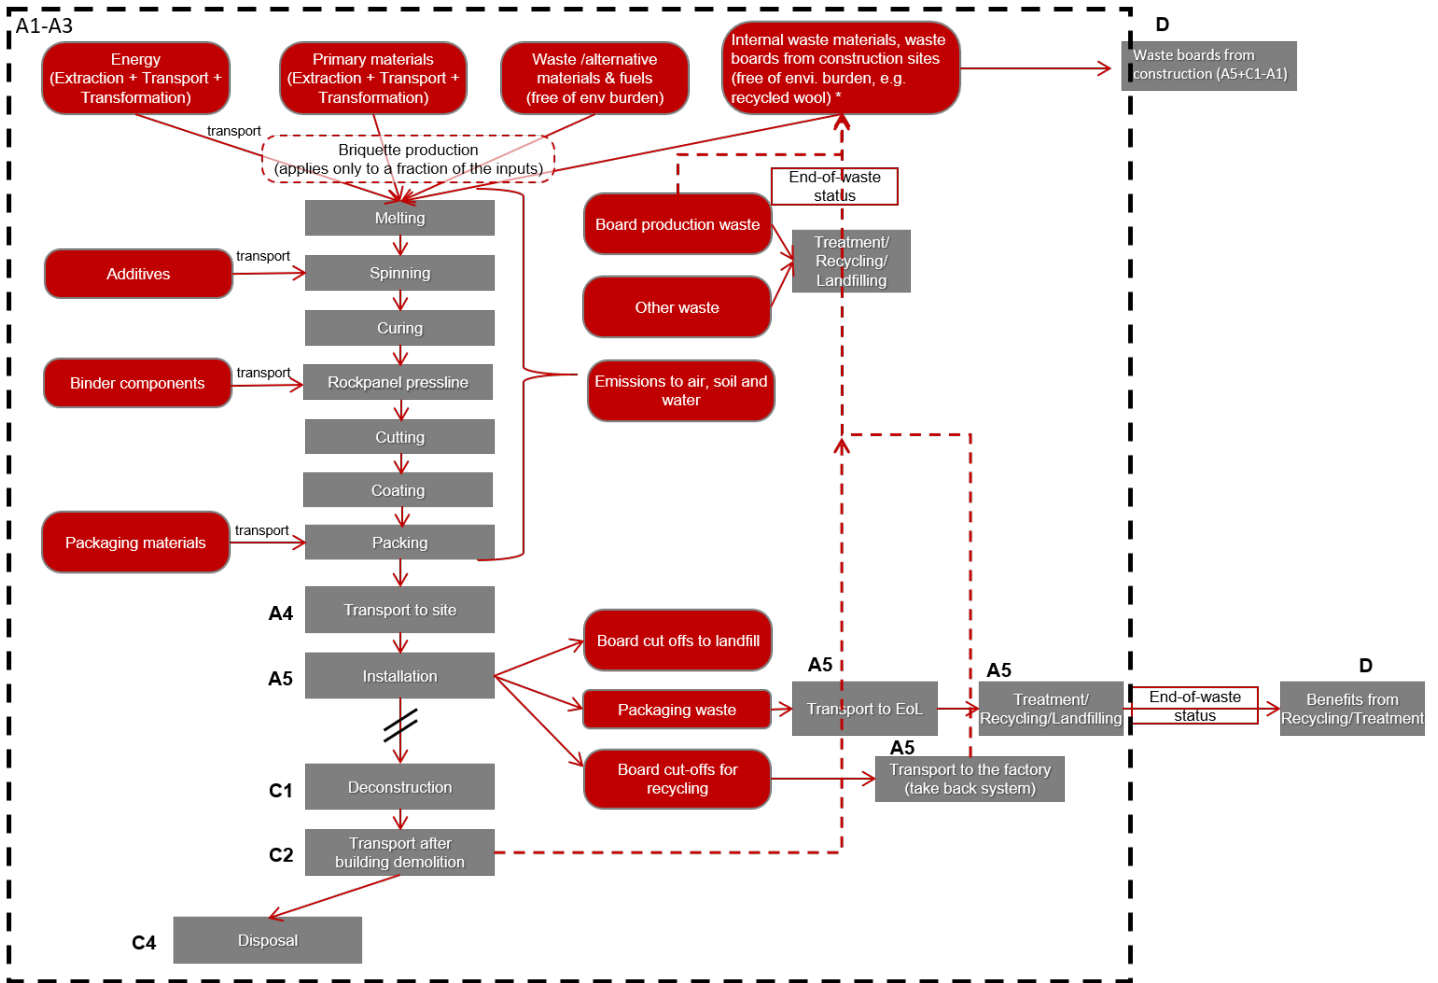 A1-A3
D
Energy
(Extraction + Transport +
Transformation)
Primary materials
(Extraction + Transport +
Transformation)
Waste /alternative
materials & fuels
(free of env burden)
Internal waste materials, waste
boards from construction sites
(free of envi. burden, e.g.
recycled wool) *
Waste boards from
construction (A5+C1-A1)
transport
Briquette production
(applies only to a fraction of the inputs)
End-of-waste
status
Melting
Board production waste
Treatment/
Recycling/
Landfilling
Additives
transport
Spinning
Other waste
Curing
Binder components
transport
Rockpanel pressline
Emissions to air, soil and
water
Cutting
Coating
Packaging materials
transport
Packing
A4
Transport to site
Board cut offs to landfill
A5
Installation
A5
A5
D
Packaging waste
Transport to EoL
Treatment/
Recycling/Landfilling
End-of-waste
status
Benefits from
Recycling/Treatment
A5
Board cut-offs for
recycling
Transport to the factory
(take back system)
C1
Deconstruction
C2
Transport after
building demolition
C4
Disposal